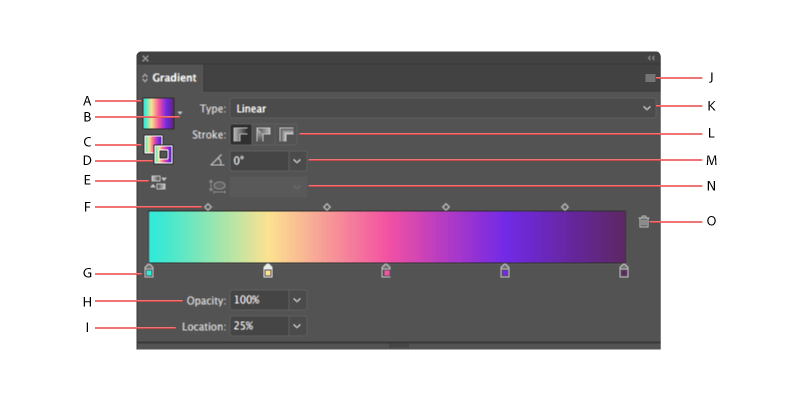 Gradient
J
A
B
Type: Linear
K
C
Stroke:
L
D
0°
M
E
N
F
O
G
H
Opacity: 100%
I
Location: 25%